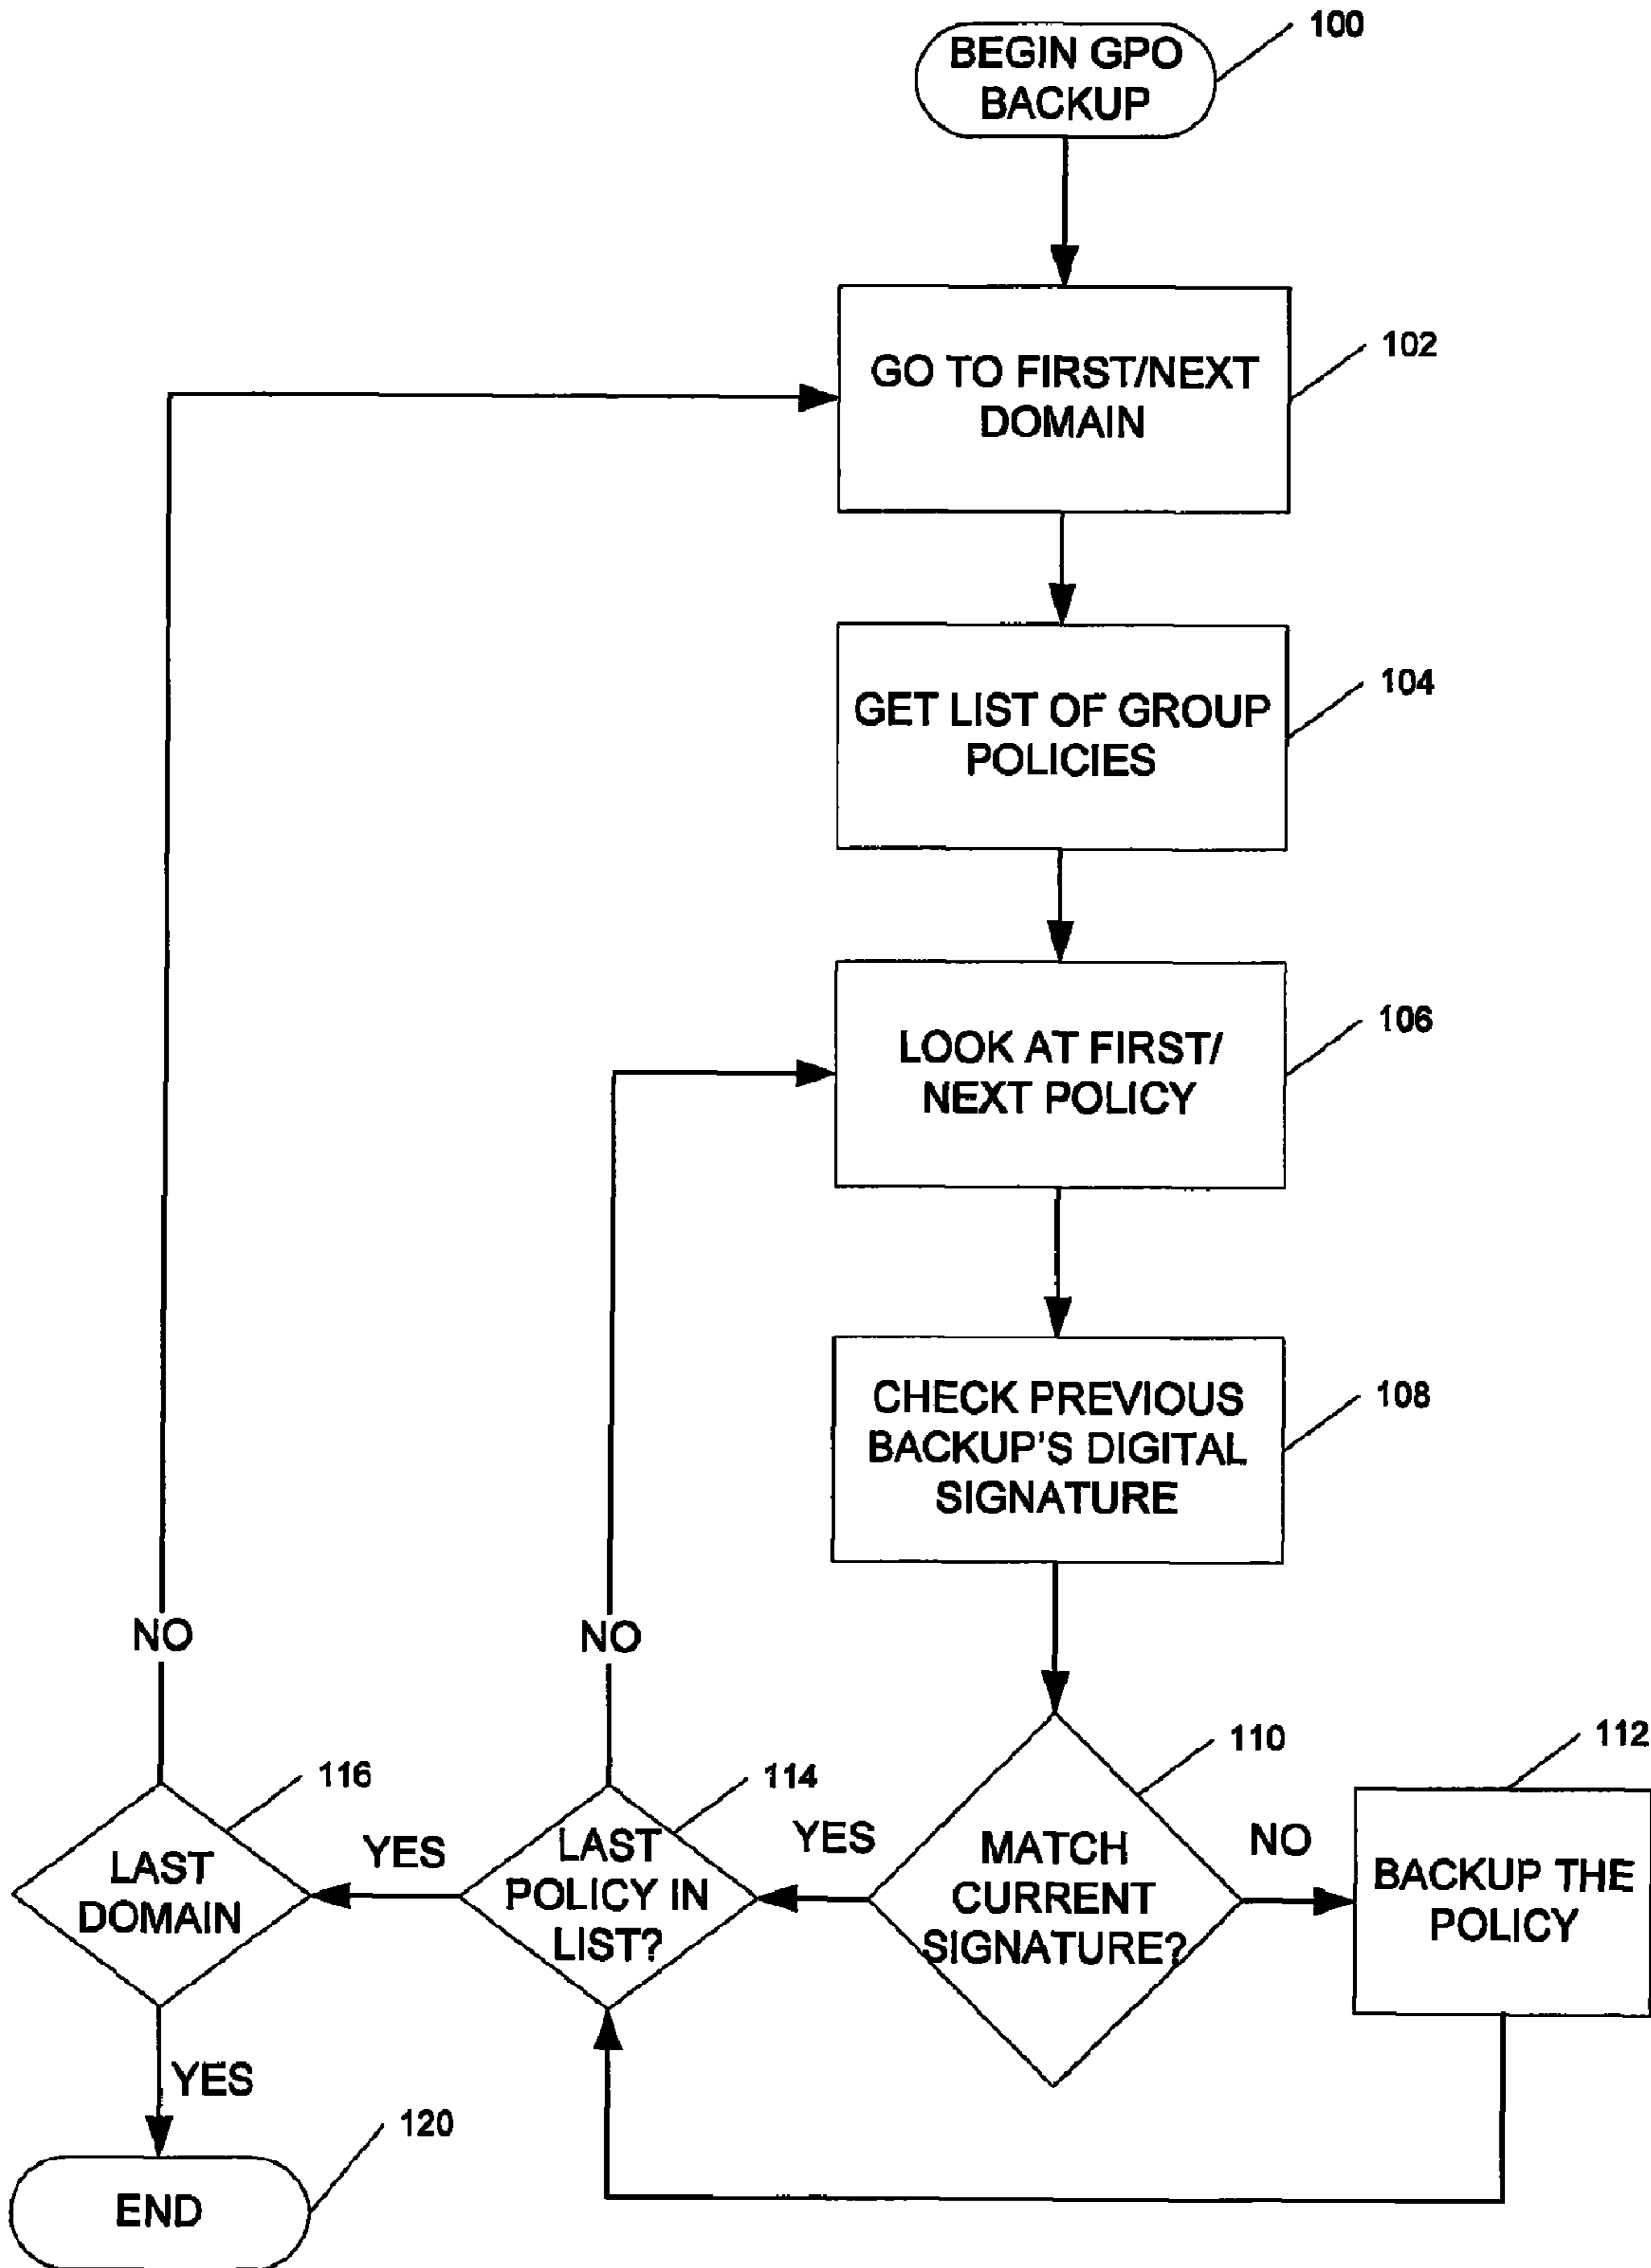 BEGIN GPO
BACKUP
100
GO TO FIRST/NEXT
DOMAIN
102
GET LIST OF GROUP
POLICIES
104
LOOK AT FIRST/
NEXT POLICY
106
CHECK PREVIOUS
BACKUP'S DIGITAL
SIGNATURE
108
NO
NO
116
LAST
DOMAIN
YES
114
LAST
POLICY IN
LIST?
YES
110
MATCH
CURRENT
SIGNATURE?
NO
112
BACKUP THE
POLICY
YES
120
END